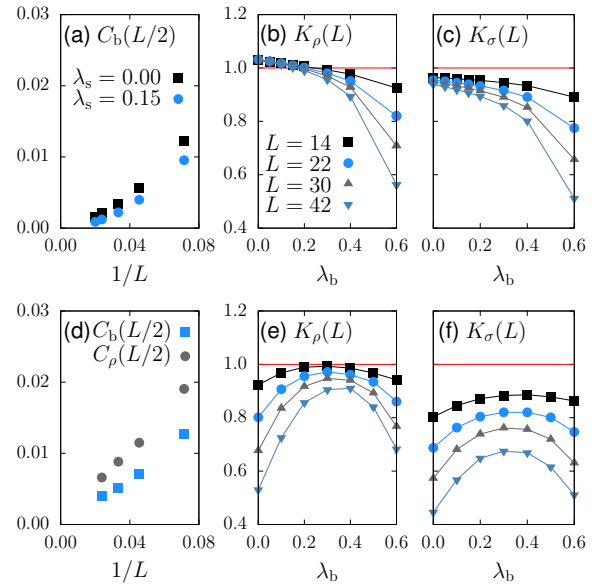 (a) C_b(L/2)
λ_s = 0.00
λ_s = 0.15
0.03
0.02
0.01
0.00
0.00 0.04 0.08
1/L
(b) K_ρ(L)
L = 14
L = 22
L = 30
L = 42
1.2
1.0
0.8
0.6
0.4
0.0 0.2 0.4 0.6
λ_b
(c) K_σ(L)
0.0 0.2 0.4 0.6
λ_b
(d) C_b(L/2)
C_ρ(L/2)
0.03
0.02
0.01
0.00
0.00 0.04 0.08
1/L
(e) K_ρ(L)
1.2
1.0
0.8
0.6
0.4
0.0 0.2 0.4 0.6
λ_b
(f) K_σ(L)
0.0 0.2 0.4 0.6
λ_b